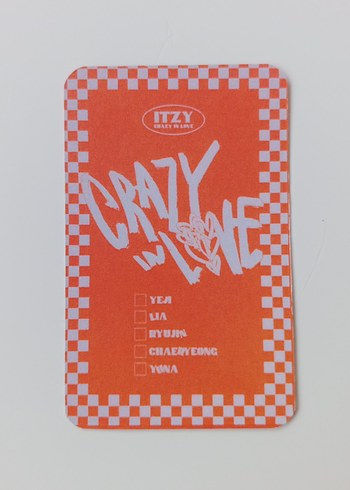 ITZY
CRAZY IN LOVE
CRAZY
IN LOVE
YEJI
LIA
RYUJIN
CHAERYEONG
YUNA